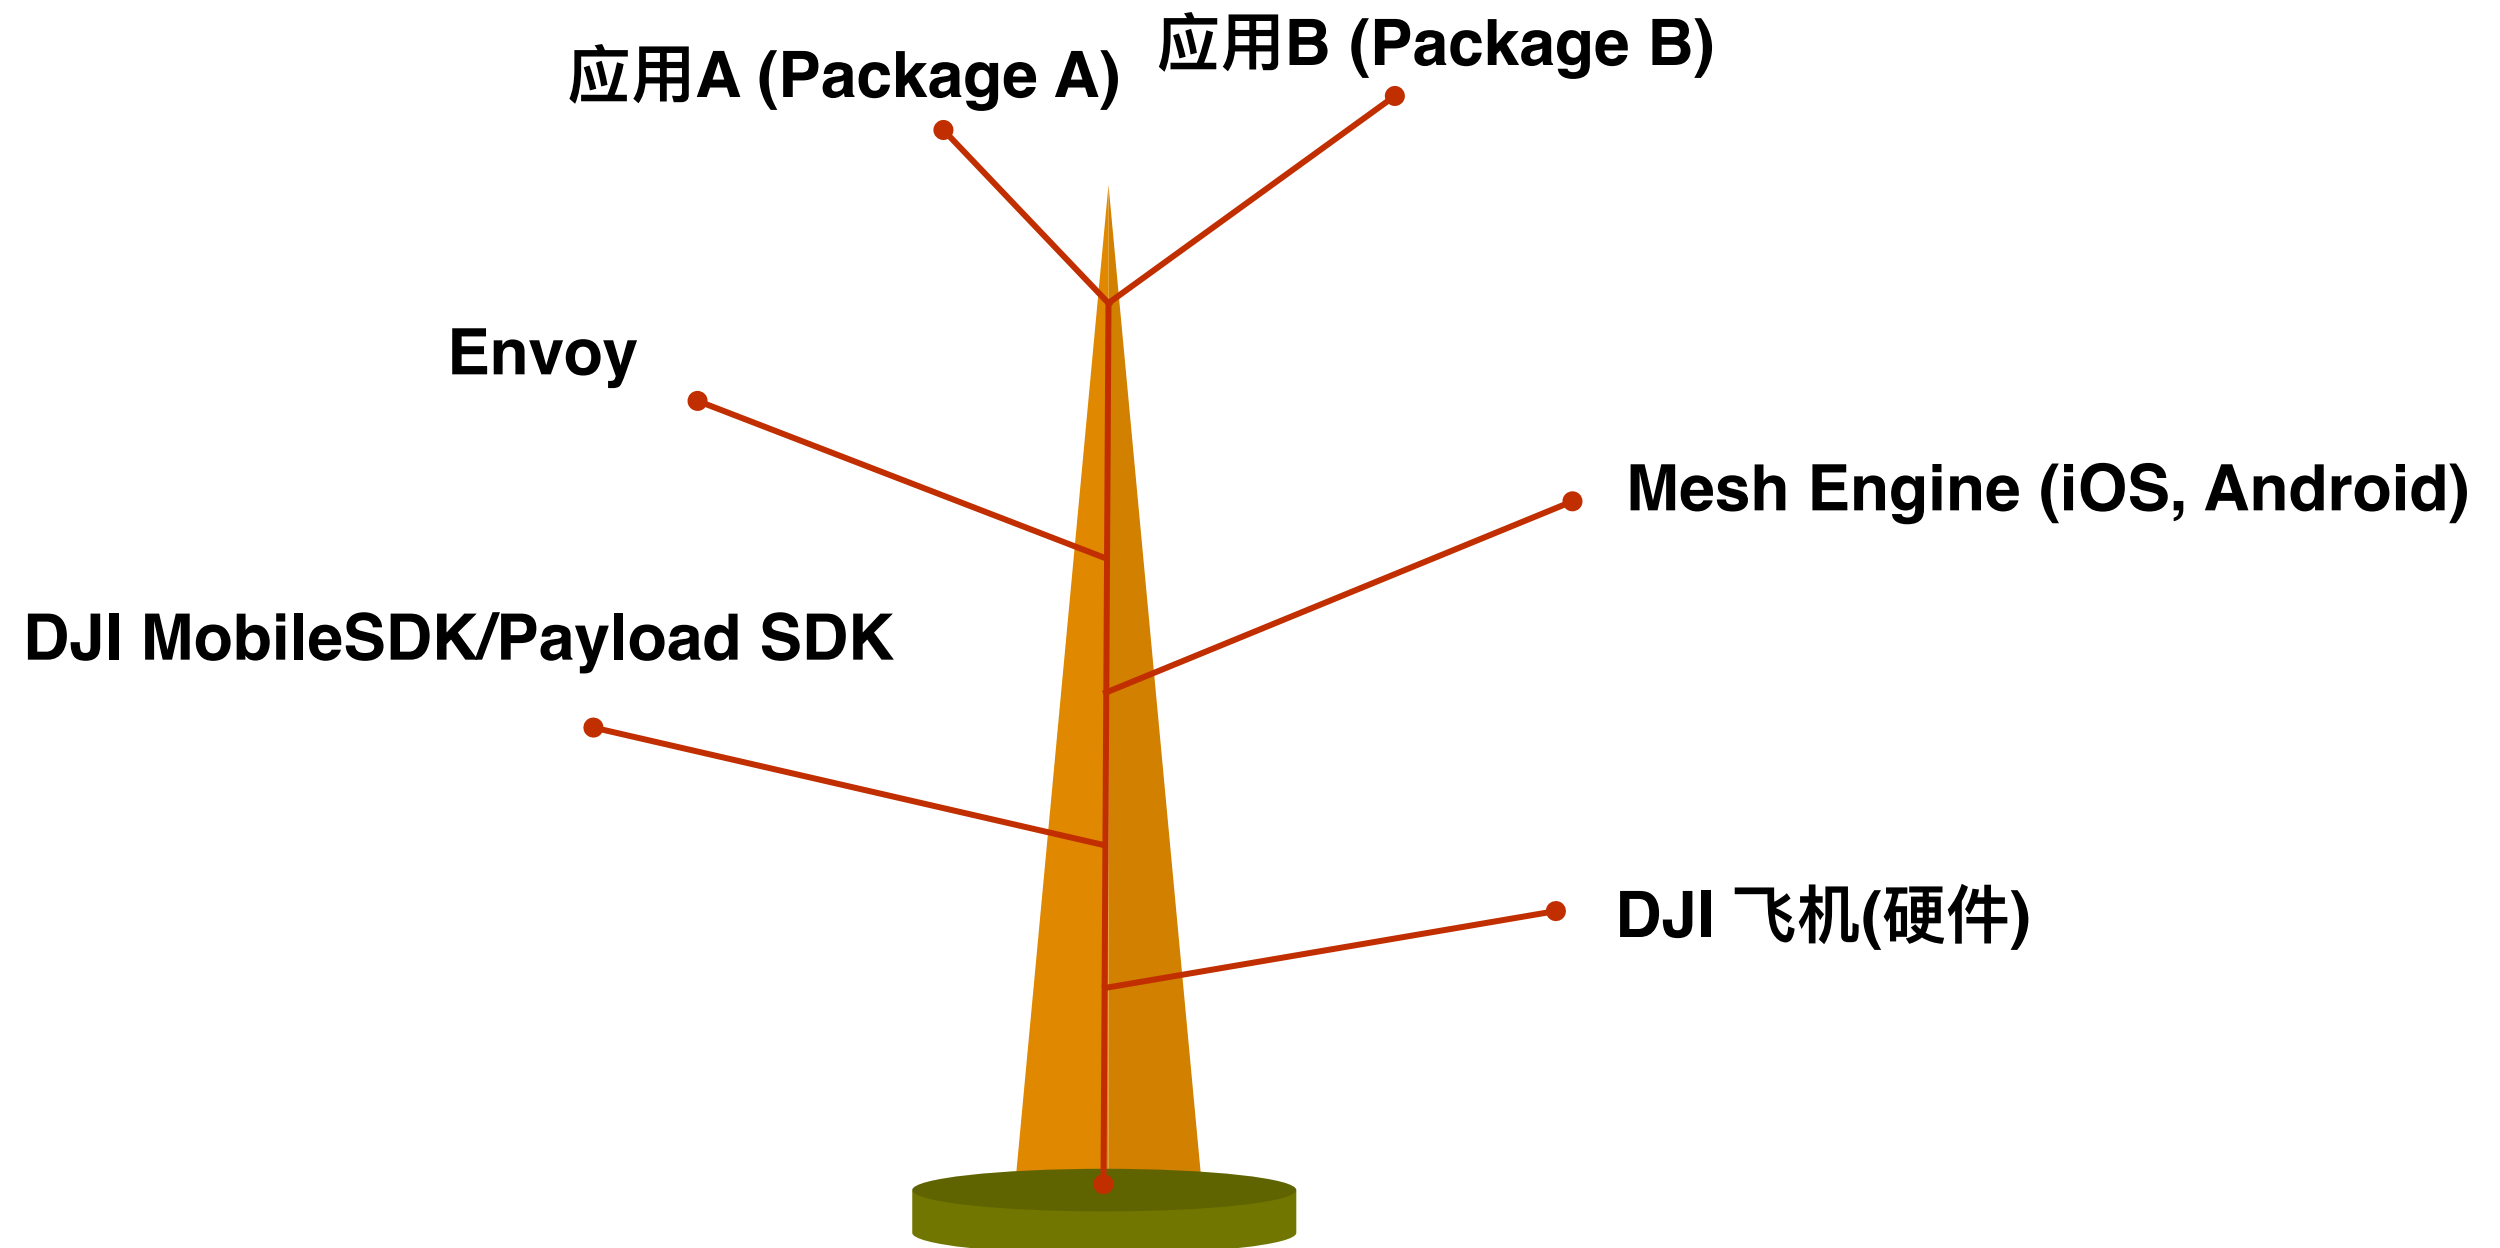 应用A (Package A)
应用B (Package B)
Envoy
Mesh Engine (iOS, Android)
DJI MobileSDK/Payload SDK
DJI 飞机(硬件)